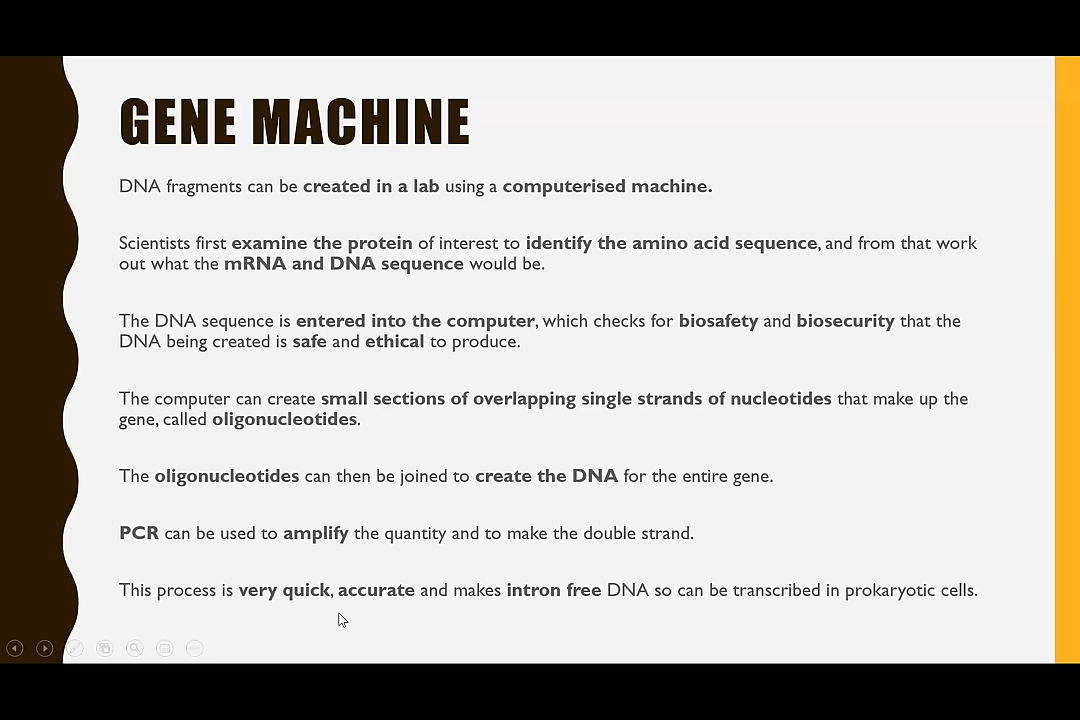 GENE MACHINE
DNA fragments can be created in a lab using a computerised machine.
Scientists first examine the protein of interest to identify the amino acid sequence, and from that work
out what the mRNA and DNA sequence would be.
The DNA sequence is entered into the computer, which checks for biosafety and biosecurity that the
DNA being created is safe and ethical to produce.
The computer can create small sections of overlapping single strands of nucleotides that make up the
gene, called oligonucleotides.
The oligonucleotides can then be joined to create the DNA for the entire gene.
PCR can be used to amplify the quantity and to make the double strand.
This process is very quick, accurate and makes intron free DNA so can be transcribed in prokaryotic cells.